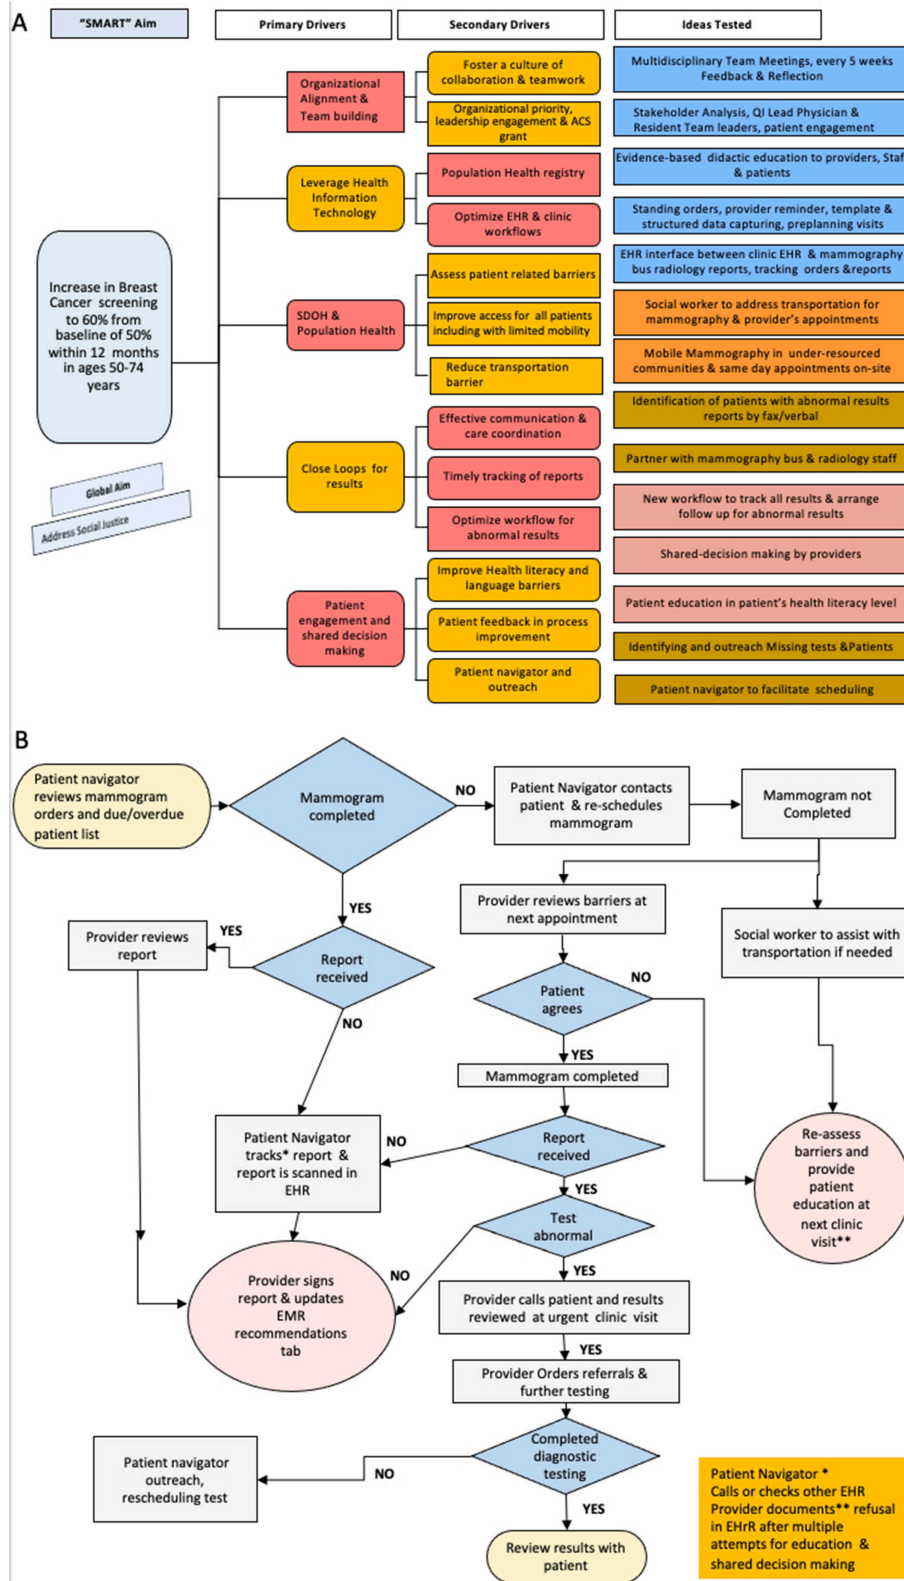 A
“SMART” Aim
Primary Drivers
Secondary Drivers
Ideas Tested
Increase in Breast
Cancer screening
to 60% from
baseline of 50%
within 12 months
in ages 50-74
years
Global Aim
Address Social Justice
Organizational
Alignment &
Team building
Leverage Health
Information
Technology
SDOH &
Population Health
Close Loops for
results
Patient
engagement and
shared decision
making
Foster a culture of
collaboration & teamwork
Organizational priority,
leadership engagement & ACS
grant
Population Health registry
Optimize EHR & clinic
workflows
Assess patient related barriers
Improve access for all patients
including with limited mobility
Reduce transportation
barrier
Effective communication &
care coordination
Timely tracking of reports
Optimize workflow for
abnormal results
Improve Health literacy and
language barriers
Patient feedback in process
improvement
Patient navigator and
outreach
Multidisciplinary Team Meetings, every 5 weeks
Feedback & Reflection
Stakeholder Analysis, QI Lead Physician &
Resident Team leaders, patient engagement
Evidence-based didactic education to providers, Staf
& patients
Standing orders, provider reminder, template &
structured data capturing, preplanning visits
EHR interface between clinic EHR & mammography
bus radiology reports, tracking orders &reports
Social worker to address transportation for
mammography & provider’s appointments
Mobile Mammography in under-resourced
communities & same day appointments on-site
Identification of patients with abnormal results
reports by fax/verbal
Partner with mammography bus & radiology staff
New workflow to track all results & arrange
follow up for abnormal results
Shared-decision making by providers
Patient education in patient’s health literacy level
Identifying and outreach Missing tests &Patients
Patient navigator to facilitate scheduling
B
Patient navigator
reviews mammogram
orders and due/overdue
patient list
Mammogram
completed
NO
Patient Navigator contacts
patient & re-schedules
mammogram
Mammogram not
Completed
YES
Provider reviews barriers at
next appointment
Social worker to assist with
transportation if needed
YES
Provider reviews
report
Report
received
NO
Patient
agrees
NO
YES
Mammogram completed
Patient Navigator
tracks* report &
report is scanned in
EHR
NO
Report
received
YES
Re-assess
barriers and
provide
patient
education at
next clinic
visit**
Test
abnormal
NO
YES
Provider signs
report & updates
EMR
recommendations
tab
Provider calls patient and results
reviewed at urgent clinic visit
YES
Provider Orders referrals &
further testing
Completed
diagnostic
testing
NO
Patient navigator
outreach,
rescheduling test
YES
Review results with
patient
Patient Navigator *
Calls or checks other EHR
Provider documents** refusal
in EHrR after multiple
attempts for education &
shared decision making